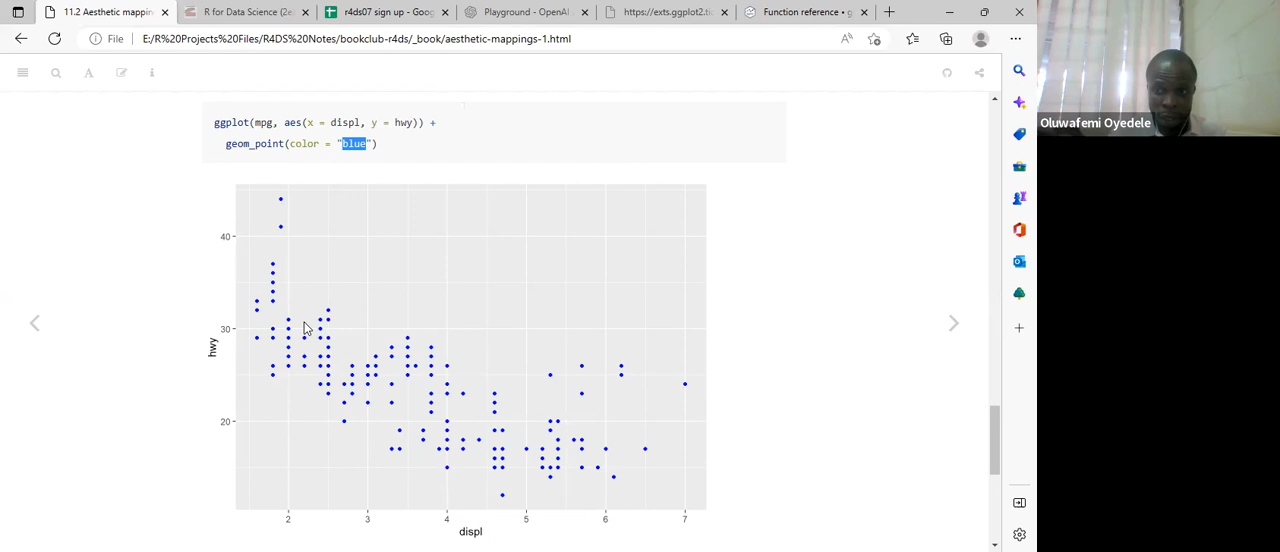 11.2 Aesthetic mappin
R for Data Science (2e
r4ds07 sign up - Goog
Playground - OpenAI
https://exts.ggplot2.tid
Function reference • g
File
E:/R%20Projects%20Files/R4DS%20Notes/bookclub-r4ds/_book/aesthetic-mappings-1.html
Oluwafemi Oyedele
ggplot(mpg, aes(x = displ, y = hwy)) +
geom_point(color = "blue")
40
30
20
hwy
2 3 4 5 6 7
displ